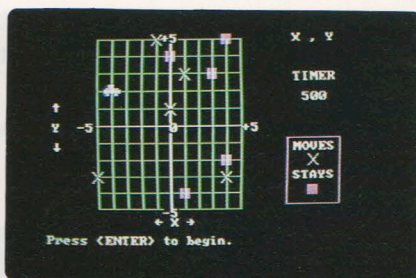 +5
X , Y
TIMER
500
↑
Y
↓
-5
0
+5
MOVES
X
STAYS
-5
← X →
Press <ENTER> to begin.